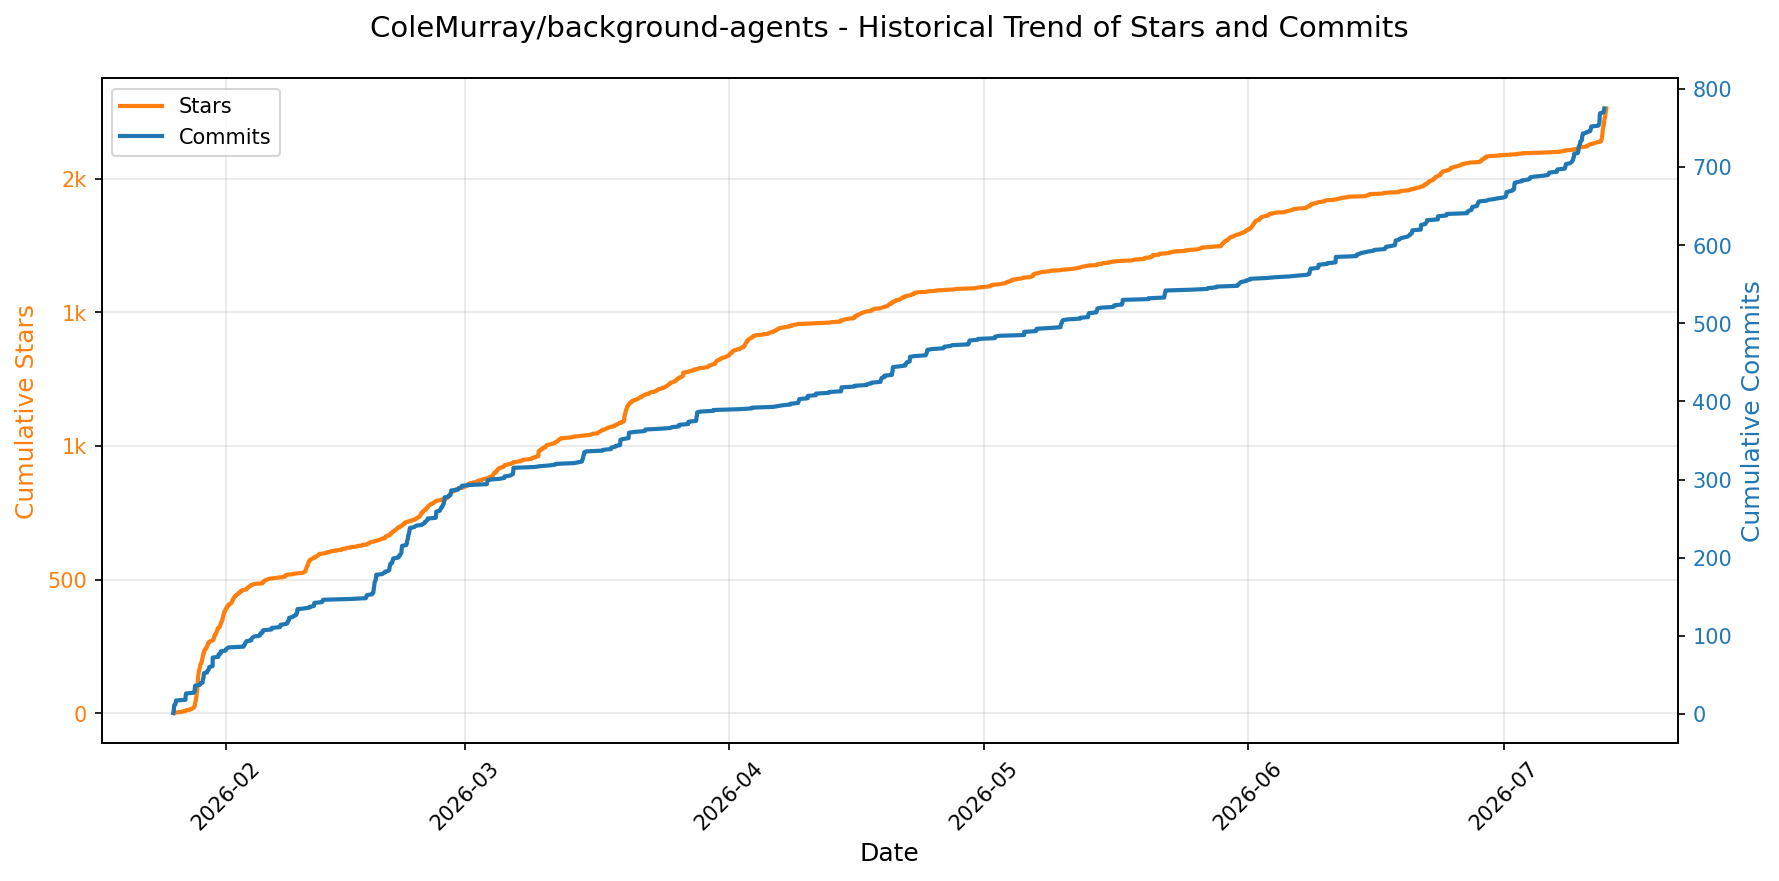 ColeMurray/background-agents - Historical Trend of Stars and Commits
Stars
Commits
Cumulative Stars
2k
1k
1k
500
0
Cumulative Commits
800
700
600
500
400
300
200
100
0
2026-02
2026-03
2026-04
2026-05
2026-06
2026-07
Date